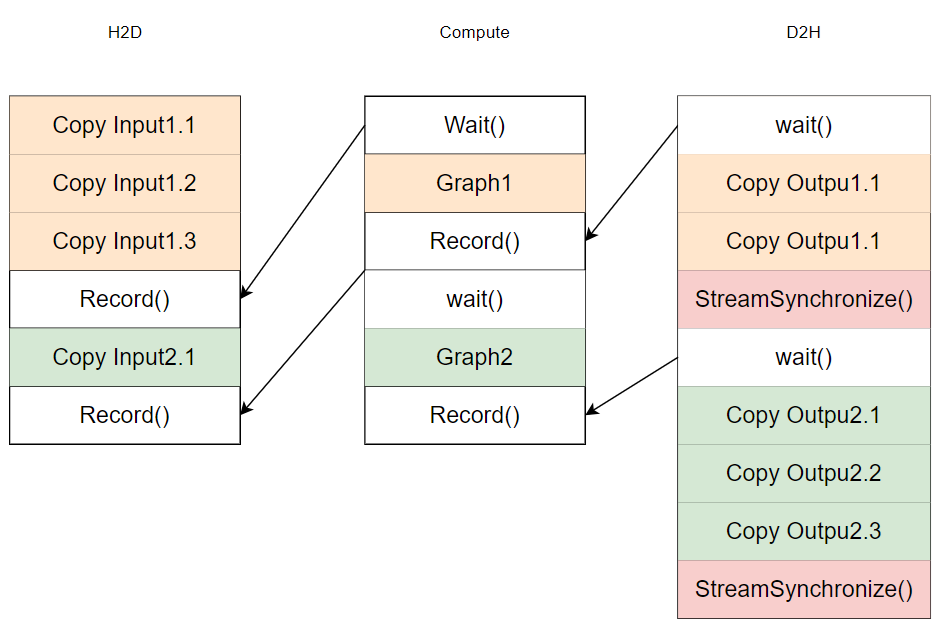 H2D
Compute
D2H
Copy Input1.1
Copy Input1.2
Copy Input1.3
Record()
Copy Input2.1
Record()
Wait()
Graph1
Record()
wait()
Graph2
Record()
wait()
Copy Outpu1.1
Copy Outpu1.1
StreamSynchronize()
wait()
Copy Outpu2.1
Copy Outpu2.2
Copy Outpu2.3
StreamSynchronize()